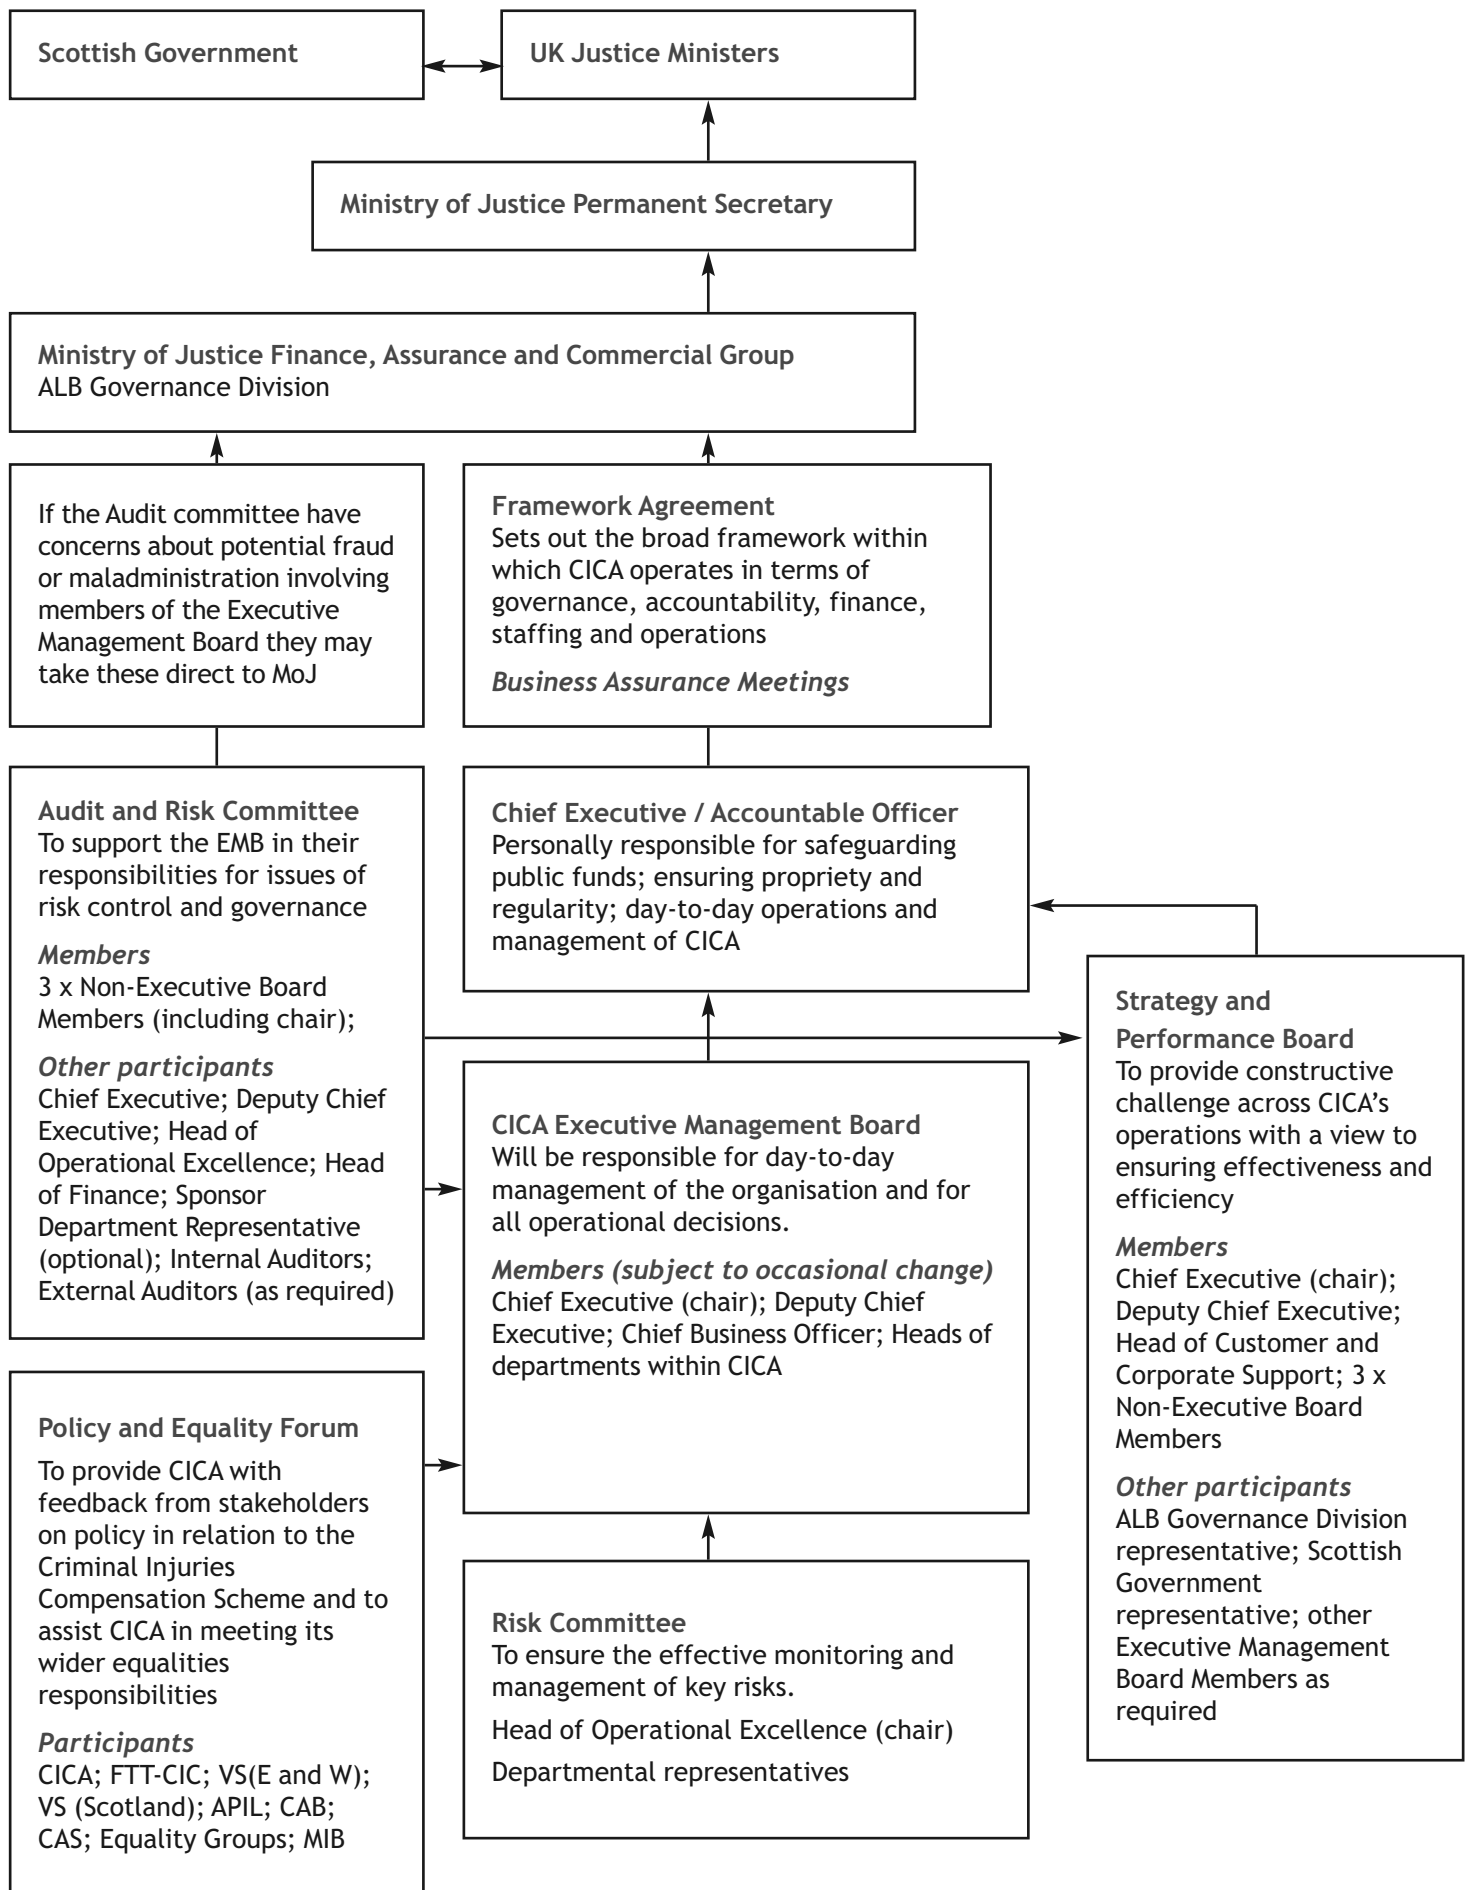 Scottish Government
UK Justice Ministers
Ministry of Justice Permanent Secretary
Ministry of Justice Finance, Assurance and Commercial Group
ALB Governance Division
If the Audit committee have
concerns about potential fraud
or maladministration involving
members of the Executive
Management Board they may
take these direct to MoJ
Framework Agreement
Sets out the broad framework within
which CICA operates in terms of
governance, accountability, finance,
staffing and operations
Business Assurance Meetings
Audit and Risk Committee
To support the EMB in their
responsibilities for issues of
risk control and governance
Members
3 x Non-Executive Board
Members (including chair);
Other participants
Chief Executive; Deputy Chief
Executive; Head of
Operational Excellence; Head
of Finance; Sponsor
Department Representative
(optional); Internal Auditors;
External Auditors (as required)
Chief Executive / Accountable Officer
Personally responsible for safeguarding
public funds; ensuring propriety and
regularity; day-to-day operations and
management of CICA
CICA Executive Management Board
Will be responsible for day-to-day
management of the organisation and for
all operational decisions.
Members (subject to occasional change)
Chief Executive (chair); Deputy Chief
Executive; Chief Business Officer; Heads of
departments within CICA
Strategy and
Performance Board
To provide constructive
challenge across CICA's
operations with a view to
ensuring effectiveness and
efficiency
Members
Chief Executive (chair);
Deputy Chief Executive;
Head of Customer and
Corporate Support; 3 x
Non-Executive Board
Members
Other participants
ALB Governance Division
representative; Scottish
Government
representative; other
Executive Management
Board Members as
required
Policy and Equality Forum
To provide CICA with
feedback from stakeholders
on policy in relation to the
Criminal Injuries
Compensation Scheme and to
assist CICA in meeting its
wider equalities
responsibilities
Participants
CICA; FTT-CIC; VS(E and W);
VS (Scotland); APIL; CAB;
CAS; Equality Groups; MIB
Risk Committee
To ensure the effective monitoring and
management of key risks.
Head of Operational Excellence (chair)
Departmental representatives